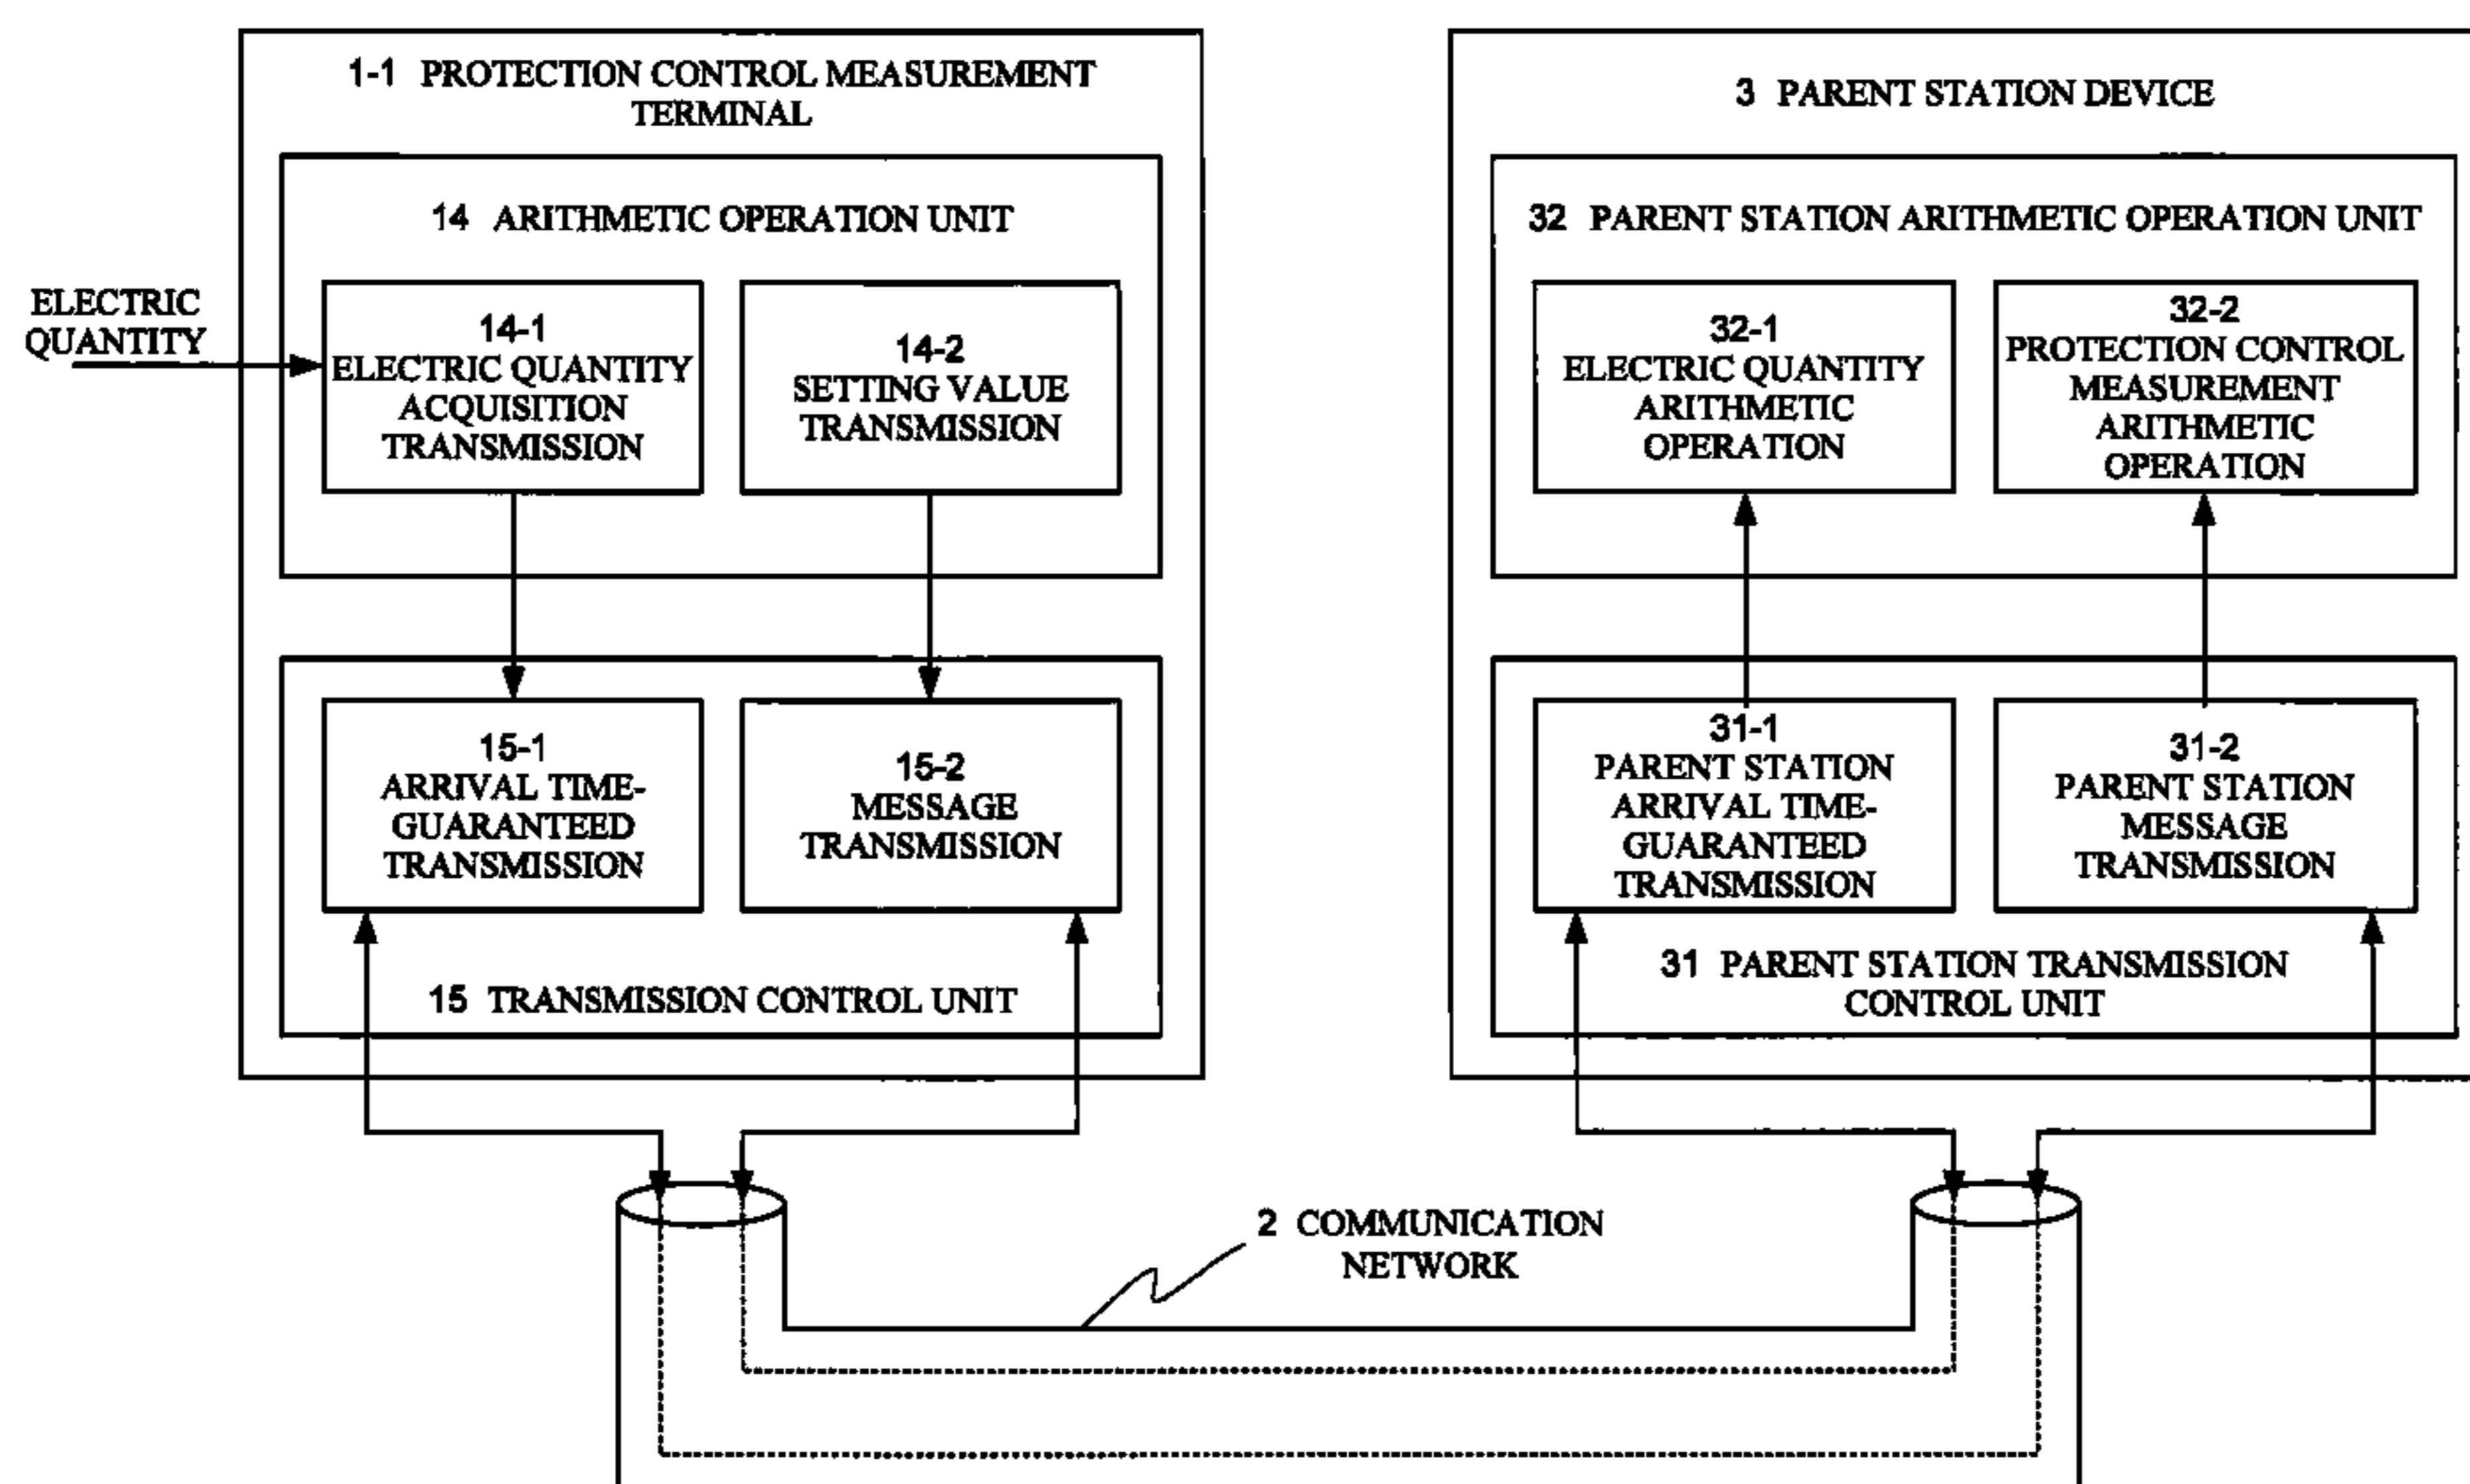 1-1 PROTECTION CONTROL MEASUREMENT
TERMINAL
14 ARITHMETIC OPERATION UNIT
ELECTRIC
QUANTITY
14-1
ELECTRIC QUANTITY
ACQUISITION
TRANSMISSION
14-2
SETTING VALUE
TRANSMISSION
15-1
ARRIVAL TIME-
GUARANTEED
TRANSMISSION
15-2
MESSAGE
TRANSMISSION
15 TRANSMISSION CONTROL UNIT
3 PARENT STATION DEVICE
32 PARENT STATION ARITHMETIC OPERATION UNIT
32-1
ELECTRIC QUANTITY
ARITHMETIC
OPERATION
32-2
PROTECTION CONTROL
MEASUREMENT
ARITHMETIC
OPERATION
31-1
PARENT STATION
ARRIVAL TIME-
GUARANTEED
TRANSMISSION
31-2
PARENT STATION
MESSAGE
TRANSMISSION
31 PARENT STATION TRANSMISSION
CONTROL UNIT
2 COMMUNICATION
NETWORK